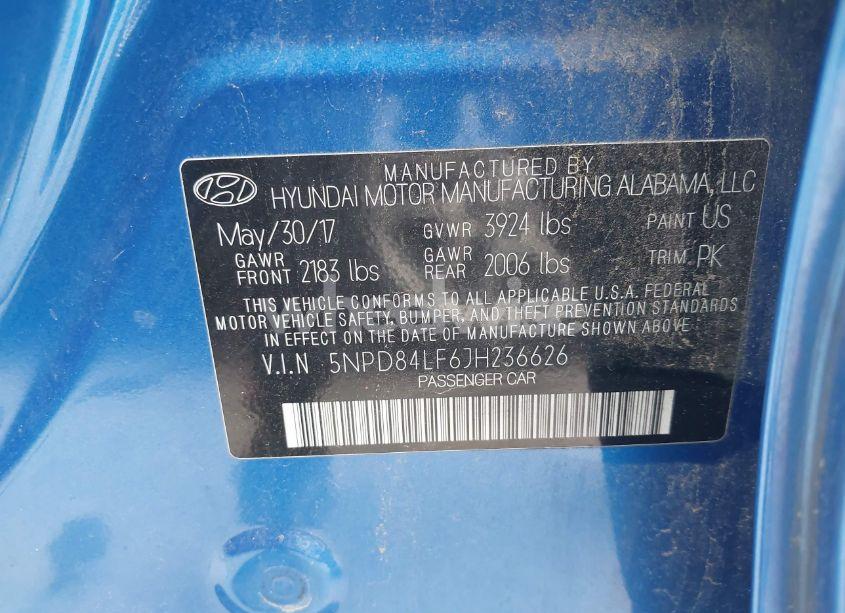 MANUFACTURED BY
HYUNDAI MOTOR MANUFACTURING ALABAMA, LLC
May/30/17 GVWR 3924 lbs PAINT US
GAWR FRONT 2183 lbs GAWR REAR 2006 lbs TRIM. PK
THIS VEHICLE CONFORMS TO ALL APPLICABLE U.S.A. FEDERAL
MOTOR VEHICLE SAFETY, BUMPER, AND THEFT PREVENTION STANDARDS
IN EFFECT ON THE DATE OF MANUFACTURE SHOWN ABOVE.
V.I.N 5NPD84LF6JH236626
PASSENGER CAR